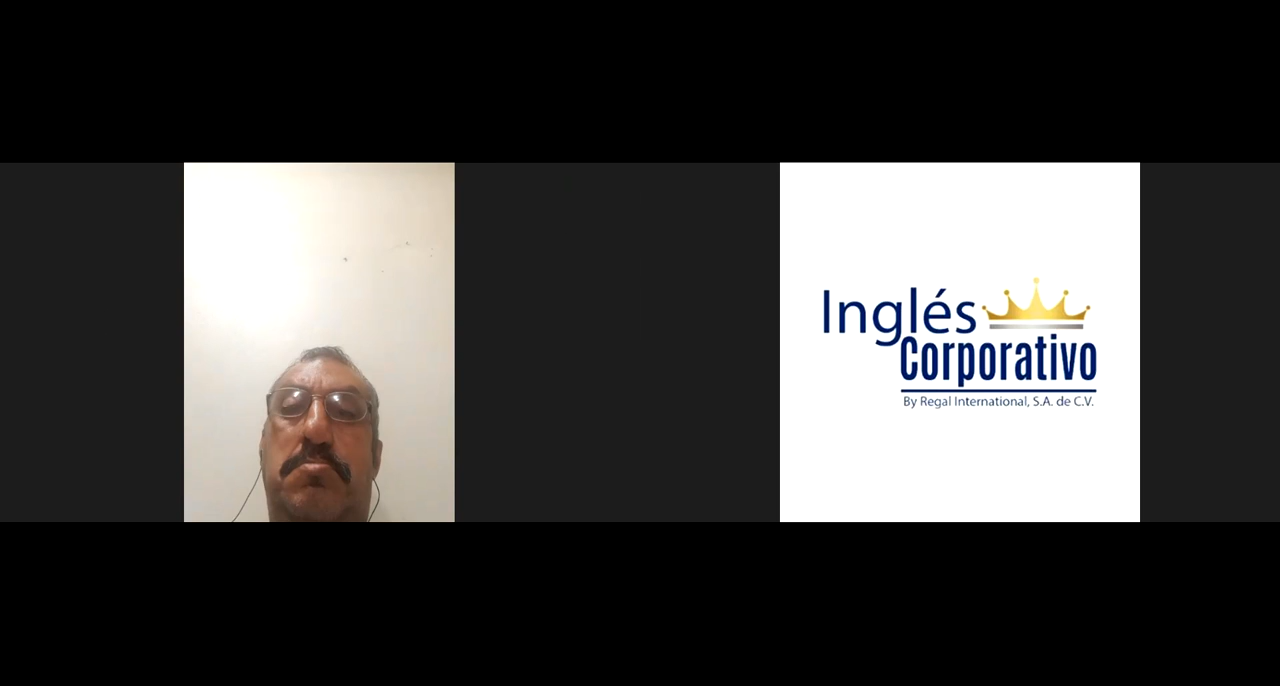 Inglés
Corporativo
By Regal International, S.A. de C.V.